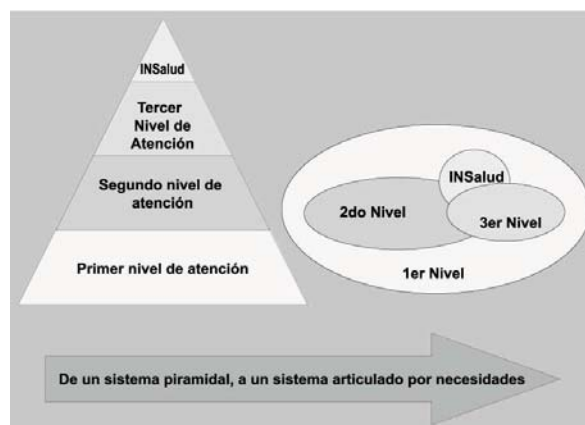 INSalud
Tercer
Nivel de
Atención
Segundo nivel de
atención
Primer nivel de atención
INSalud
2do Nivel
3er Nivel
1er Nivel
De un sistema piramidal, a un sistema articulado por necesidades